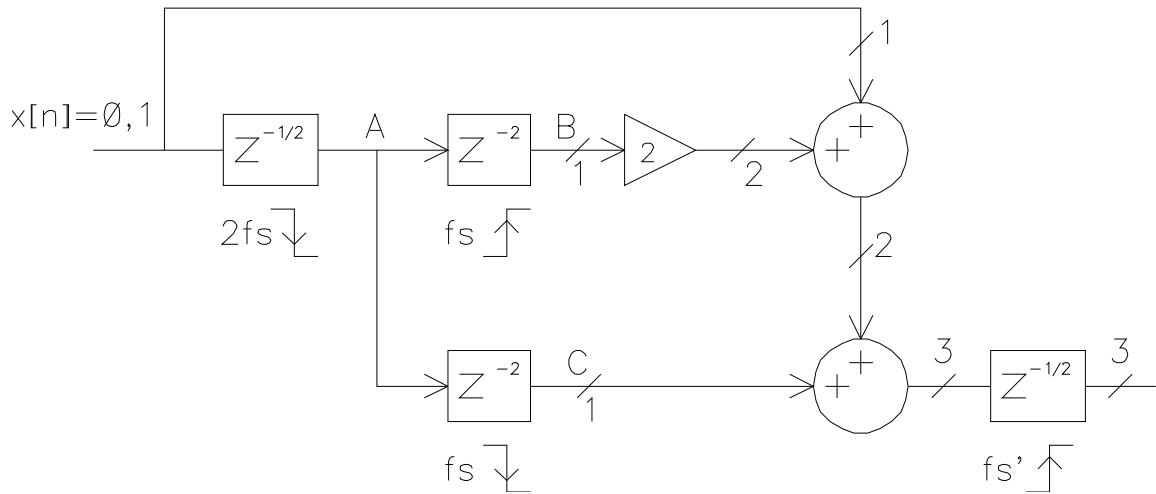 1
x[n]=Ø,1
Z^-1/2
A
Z^-2
B
1
2
2
+
+
2fs
fs
2
Z^-2
C
1
+
+
3
Z^-1/2
3
fs
fs'